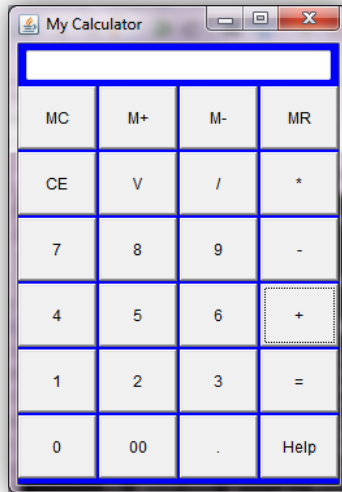 My Calculator
MC M+ M- MR
CE V / *
7 8 9 -
4 5 6 +
1 2 3 =
0 00 . Help